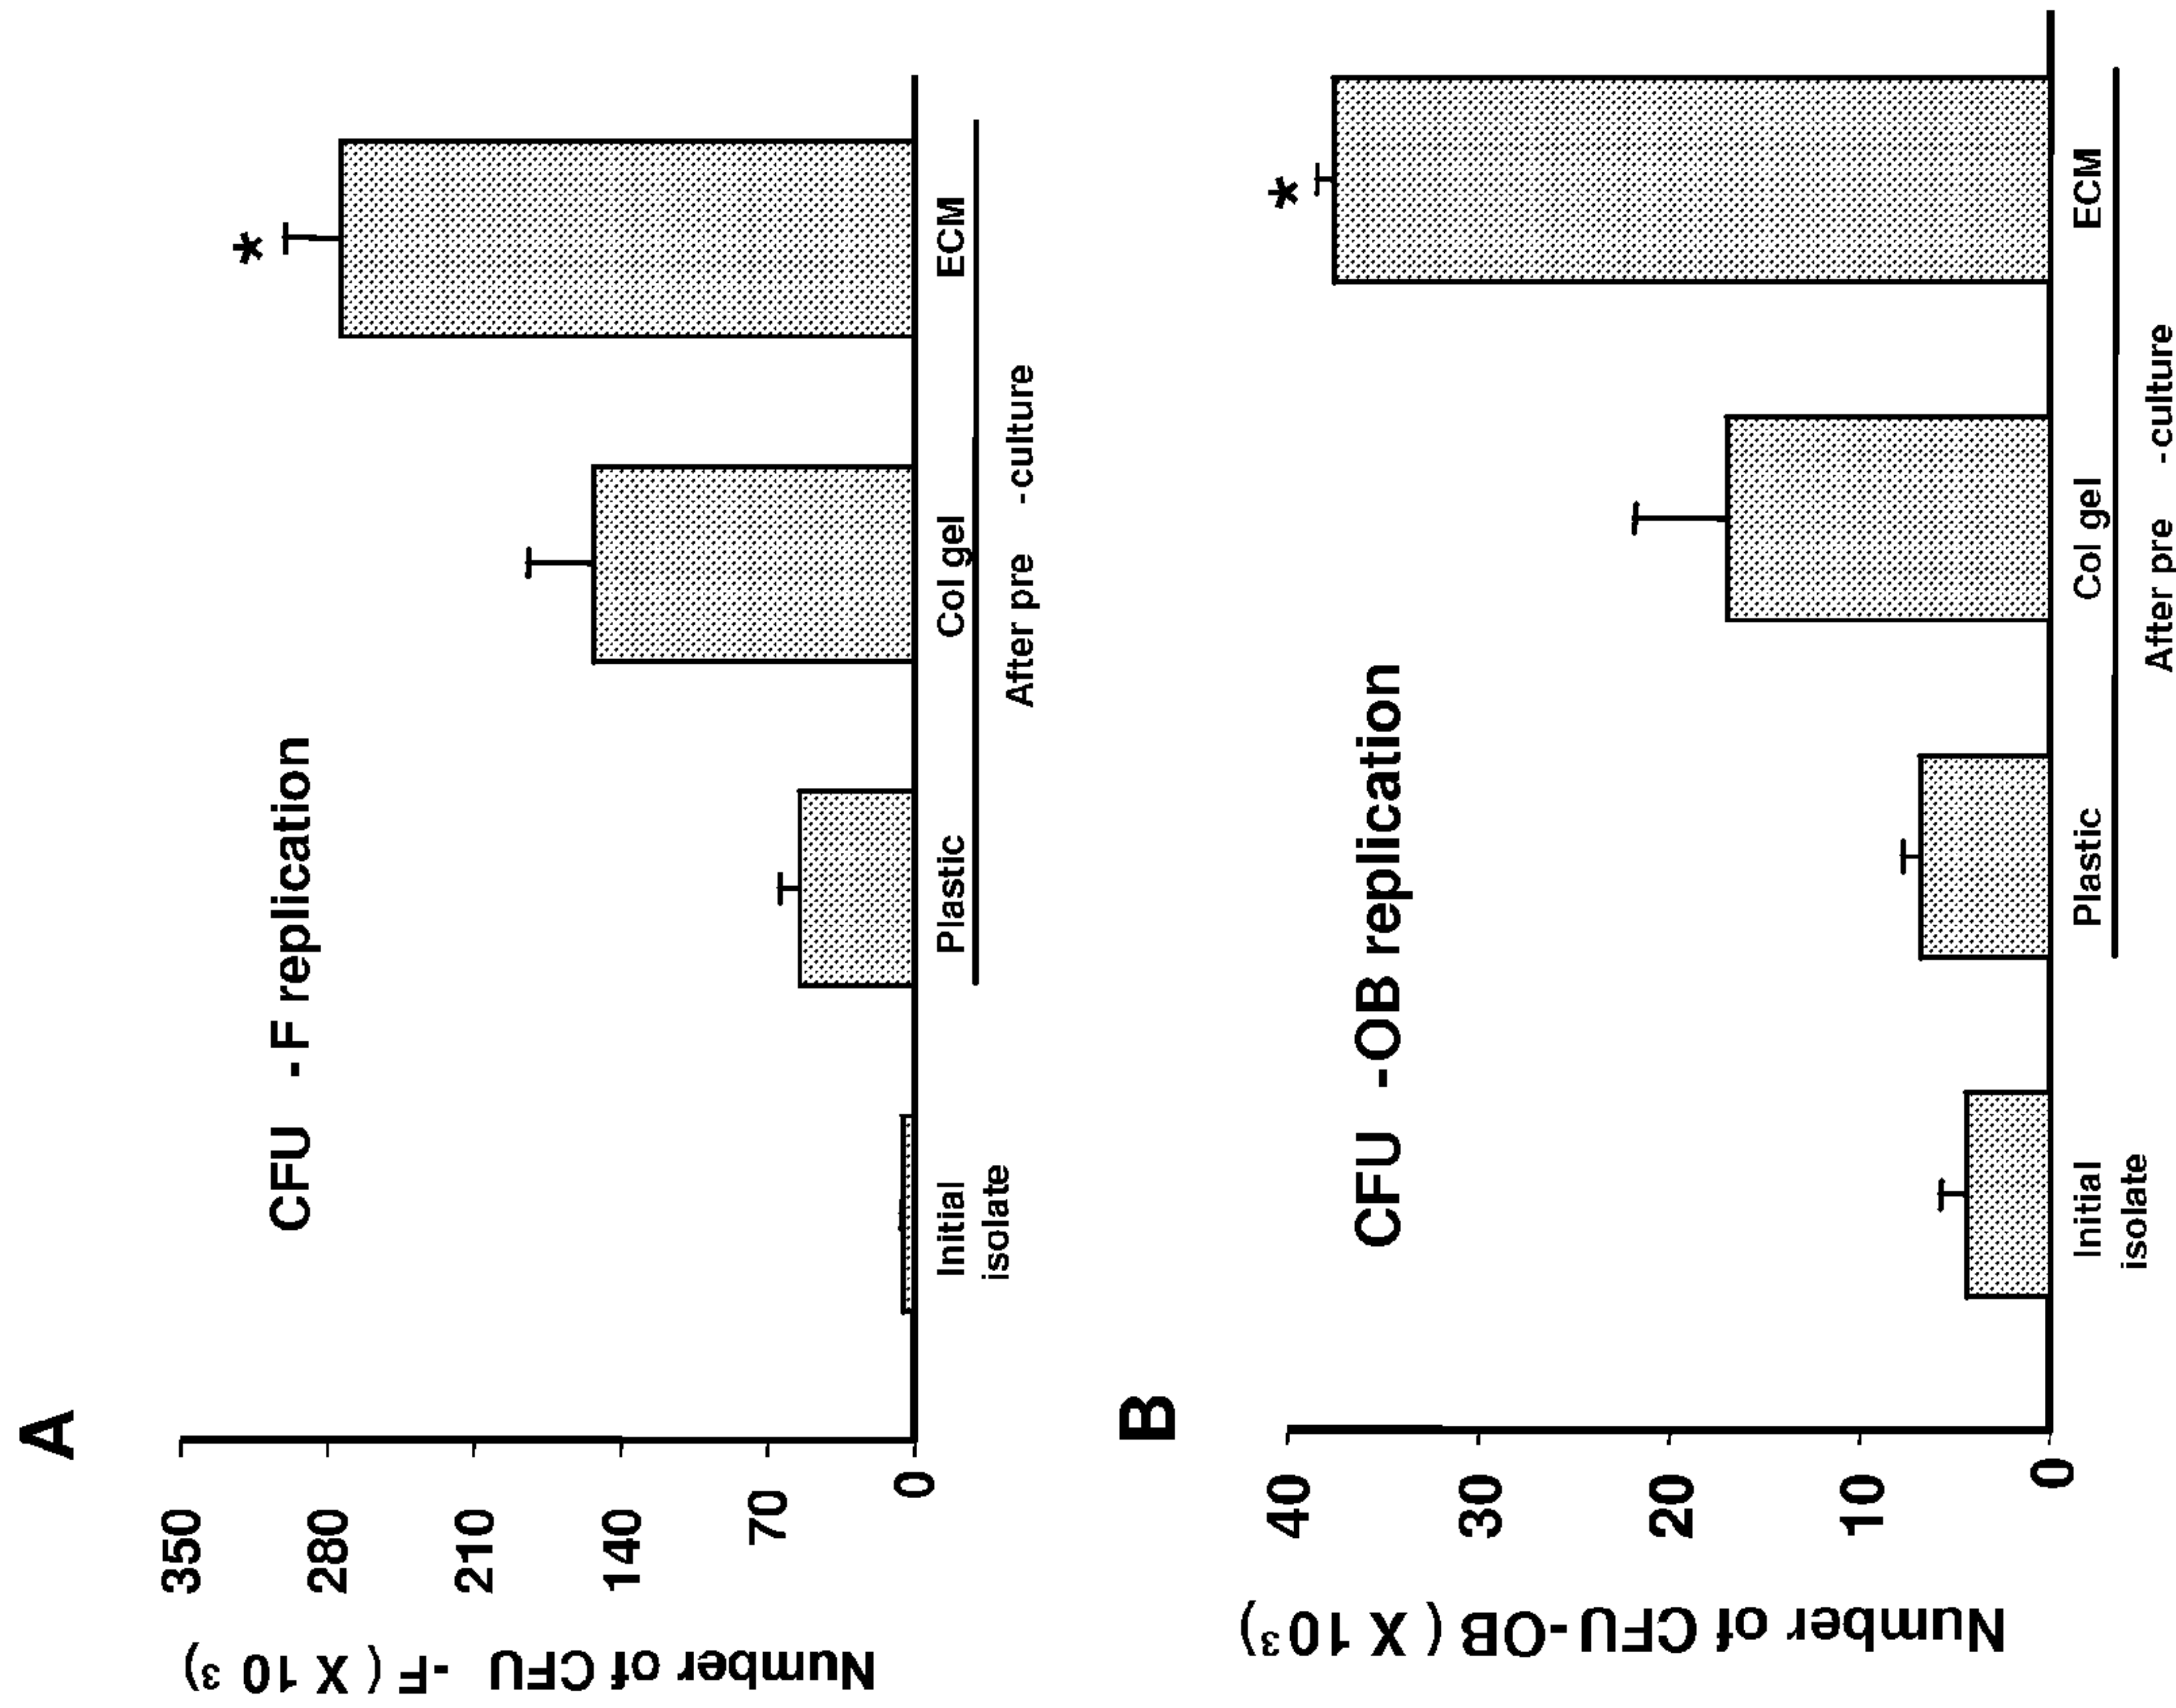 A
CFU -F replication
Number of CFU -F ( X 10 3)
350
280
210
140
70
0
Initial
isolate
Plastic
Col gel
ECM
After pre -culture
*
B
CFU -OB replication
Number of CFU-OB ( X 103)
40
30
20
10
0
Initial
isolate
Plastic
Col gel
ECM
After pre -culture
*